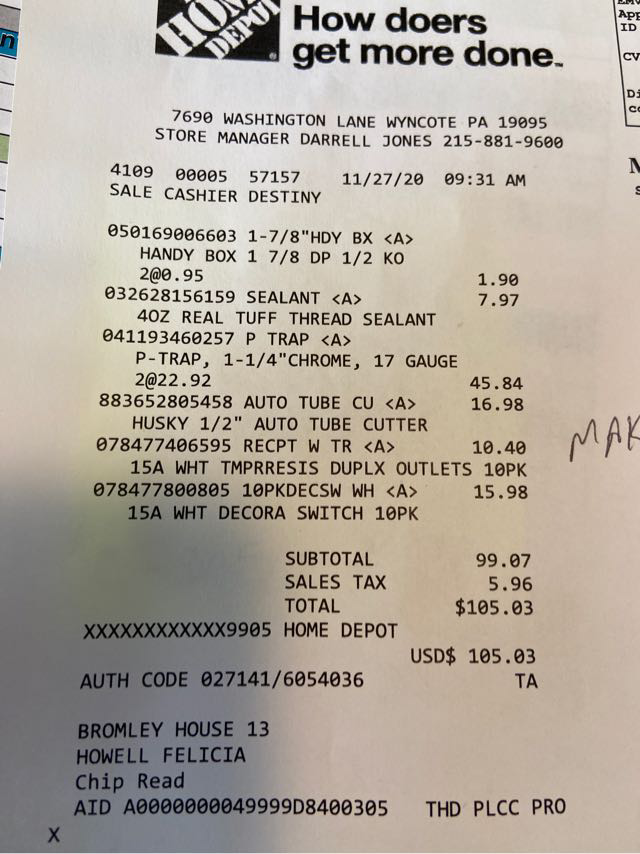 HOME
DEPOT
How doers
get more done.
7690 WASHINGTON LANE WYNCOTE PA 19095
STORE MANAGER DARRELL JONES 215-881-9600
4109 00005 57157 11/27/20 09:31 AM
SALE CASHIER DESTINY
050169006603 1-7/8"HDY BX <A>
HANDY BOX 1 7/8 DP 1/2 KO
2@0.95 1.90
032628156159 SEALANT <A> 7.97
4OZ REAL TUFF THREAD SEALANT
041193460257 P TRAP <A>
P-TRAP, 1-1/4"CHROME, 17 GAUGE
2@22.92 45.84
883652805458 AUTO TUBE CU <A> 16.98
HUSKY 1/2" AUTO TUBE CUTTER
078477406595 RECPT W TR <A> 10.40
15A WHT TMPRRESIS DUPLX OUTLETS 10PK
078477800805 10PKDECSW WH <A> 15.98
15A WHT DECORA SWITCH 10PK
SUBTOTAL 99.07
SALES TAX 5.96
TOTAL $105.03
XXXXXXXXXXXX9905 HOME DEPOT
USD$ 105.03
AUTH CODE 027141/6054036 TA
BROMLEY HOUSE 13
HOWELL FELICIA
Chip Read
AID A0000000049999D8400305 THD PLCC PRO
X
App
ID
CV
MAK